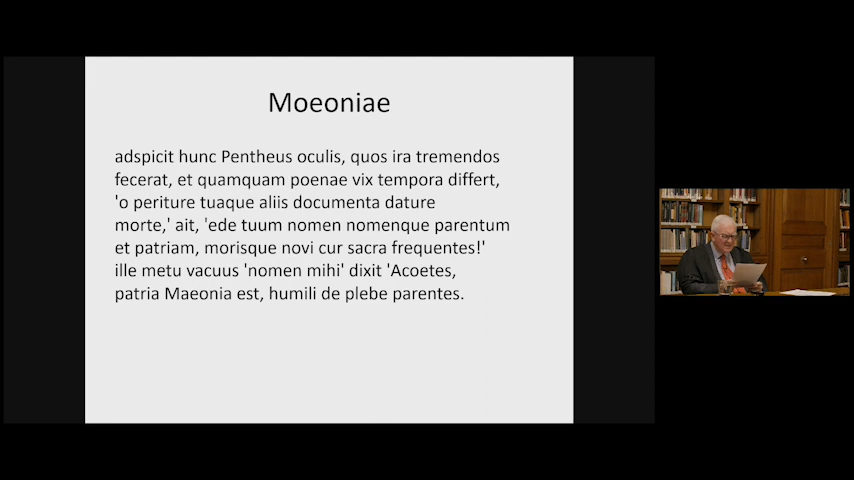 Moeoniae
adspicit hunc Pentheus oculis, quos ira tremendos
fecerat, et quamquam poenae vix tempora differt,
'o periture tuaque aliis documenta dature
morte,' ait, 'ede tuum nomen nomenque parentum
et patriam, morisque novi cur sacra frequentes!'
ille metu vacuus 'nomen mihi' dixit 'Acoetes,
patria Maeonia est, humili de plebe parentes.